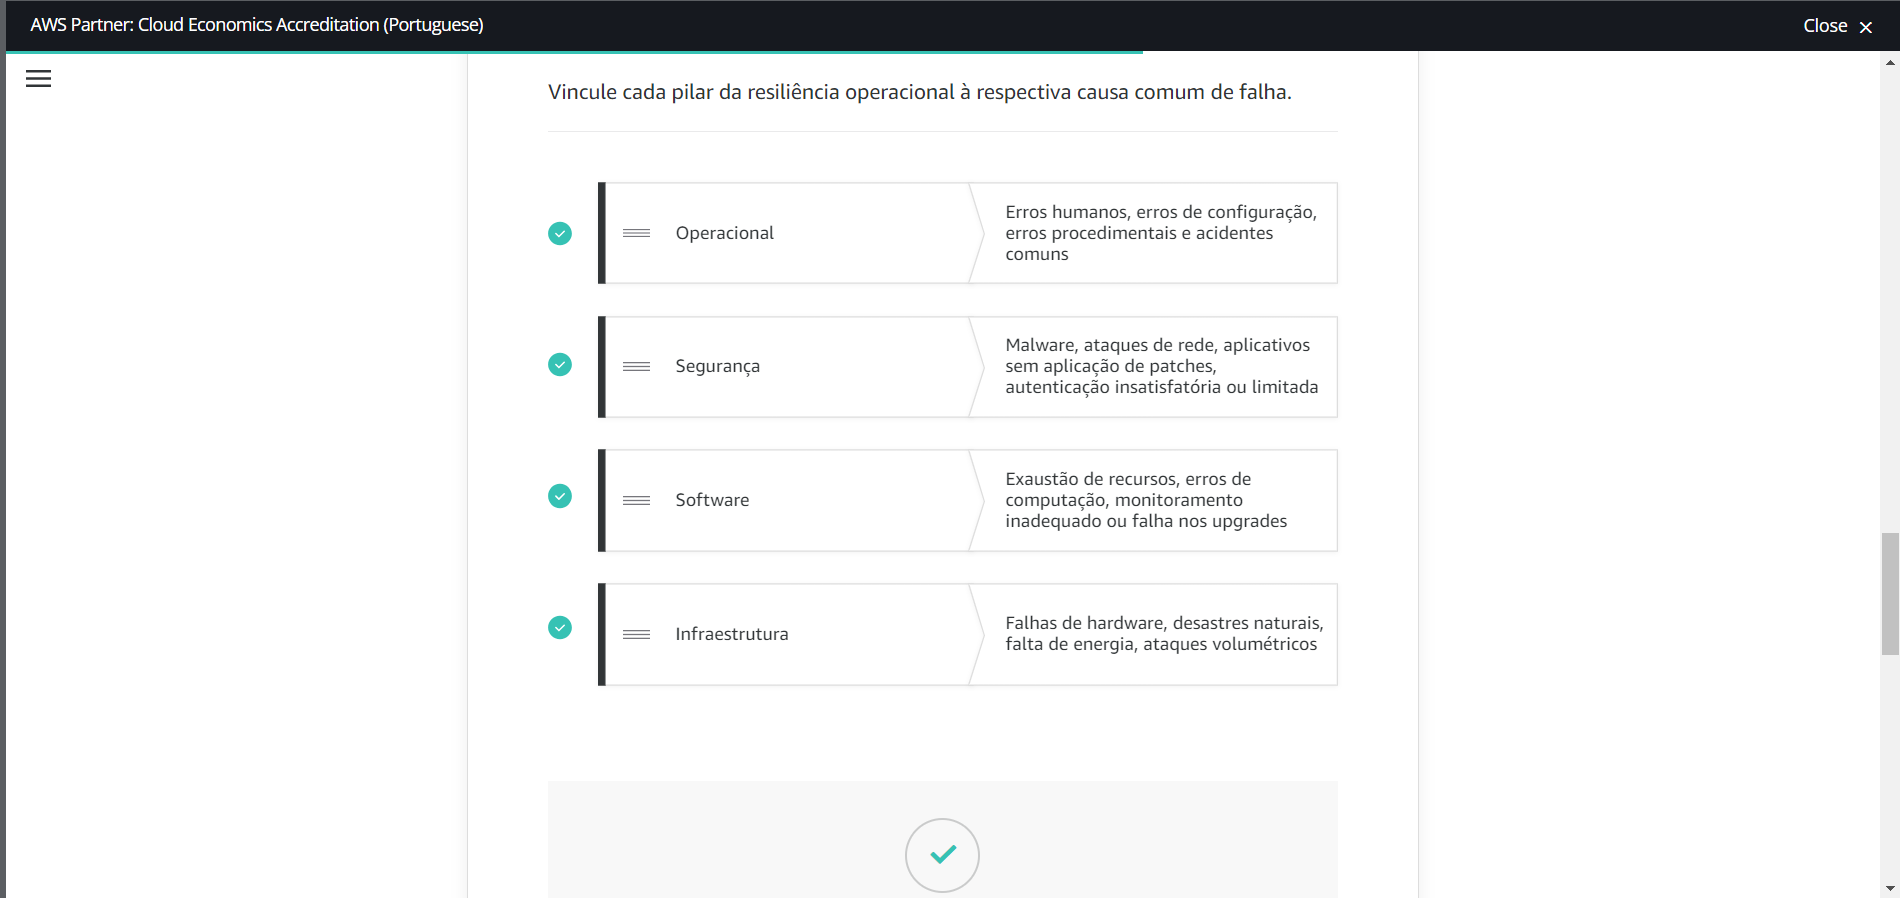 AWS Partner: Cloud Economics Accreditation (Portuguese)
Close
Vincule cada pilar da resiliência operacional à respectiva causa comum de falha.
Operacional
Erros humanos, erros de configuração,
erros procedimentais e acidentes
comuns
Segurança
Malware, ataques de rede, aplicativos
sem aplicação de patches,
autenticação insatisfatória ou limitada
Software
Exaustão de recursos, erros de
computação, monitoramento
inadequado ou falha nos upgrades
Infraestrutura
Falhas de hardware, desastres naturais,
falta de energia, ataques volumétricos